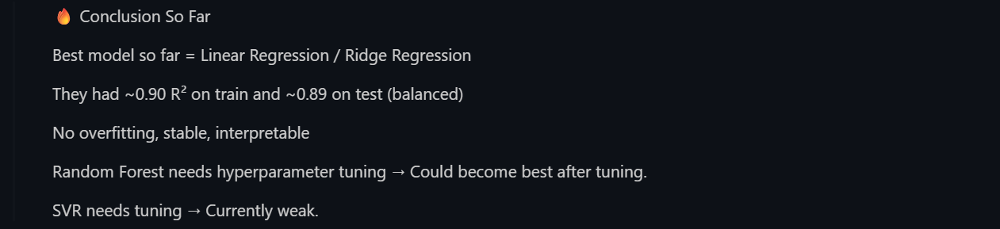 🔥 Conclusion So Far
Best model so far = Linear Regression / Ridge Regression
They had ~0.90 R² on train and ~0.89 on test (balanced)
No overfitting, stable, interpretable
Random Forest needs hyperparameter tuning → Could become best after tuning.
SVR needs tuning → Currently weak.